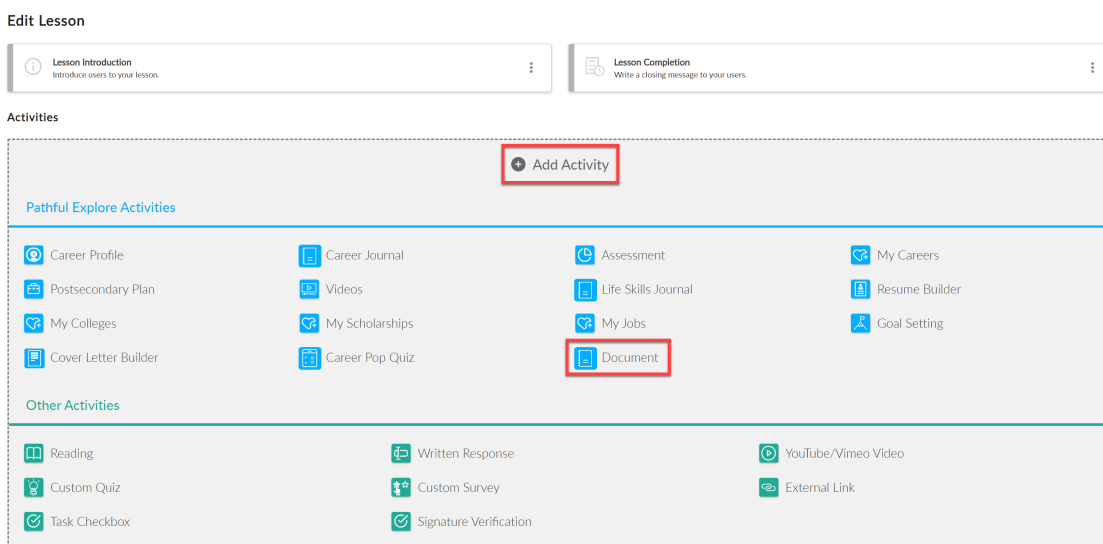 Edit Lesson
Lesson Introduction
Introduce users to your lesson.
Lesson Completion
Write a closing message to your users.
Activities
Add Activity
Pathful Explore Activities
Career Profile
Career Journal
Assessment
My Careers
Postsecondary Plan
Videos
Life Skills Journal
Resume Builder
My Colleges
My Scholarships
My Jobs
Goal Setting
Cover Letter Builder
Career Pop Quiz
Document
Other Activities
Reading
Written Response
YouTube/Vimeo Video
Custom Quiz
Custom Survey
External Link
Task Checkbox
Signature Verification